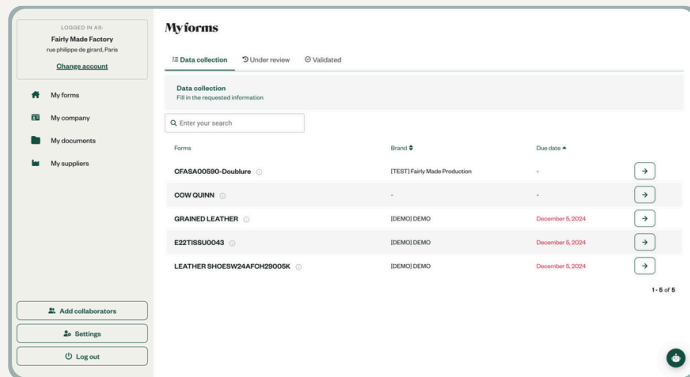 LOGGED IN AS:
Fairly Made Factory
rue philippe de girard, Paris
Change account
My forms
My company
My documents
My suppliers
Add collaborators
Settings
Log out
My forms
Data collection Under review Validated
Data collection
Fill in the requested information
Enter your search
Forms Brand Due date
CFASA00590-Doublure [TEST] Fairly Made Production -
COW QUINN - -
GRAINED LEATHER [DEMO] DEMO December 5, 2024
E22TISSU0043 [DEMO] DEMO December 5, 2024
LEATHER SHOESW24AFCH29005K [DEMO] DEMO December 5, 2024
1 - 5 of 5